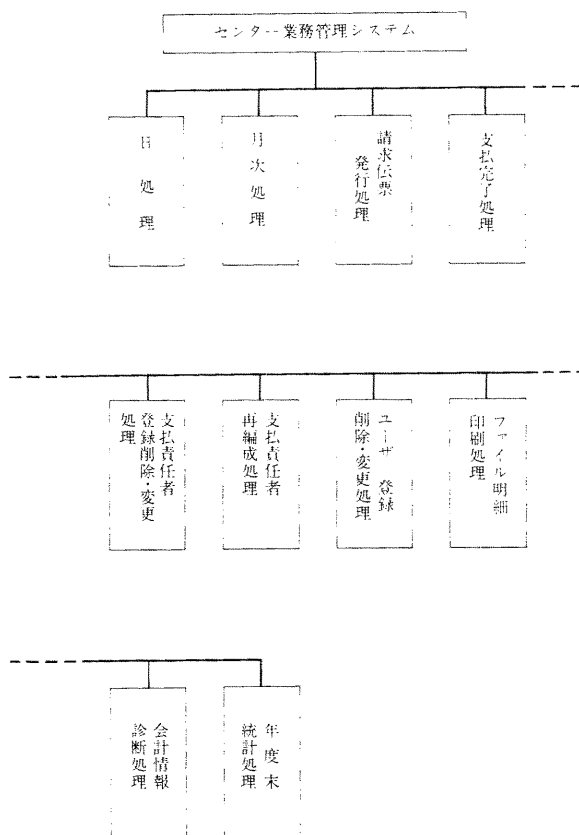 センター業務管理システム
日処理
月次処理
請求伝票
発行処理
支払完了処理
支払責任者
登録削除・変更
処理
支払責任者
再編成処理
ユーザ登録
削除・変更処理
ファイル明細
印刷処理
会計情報
診断処理
年度末
統計処理